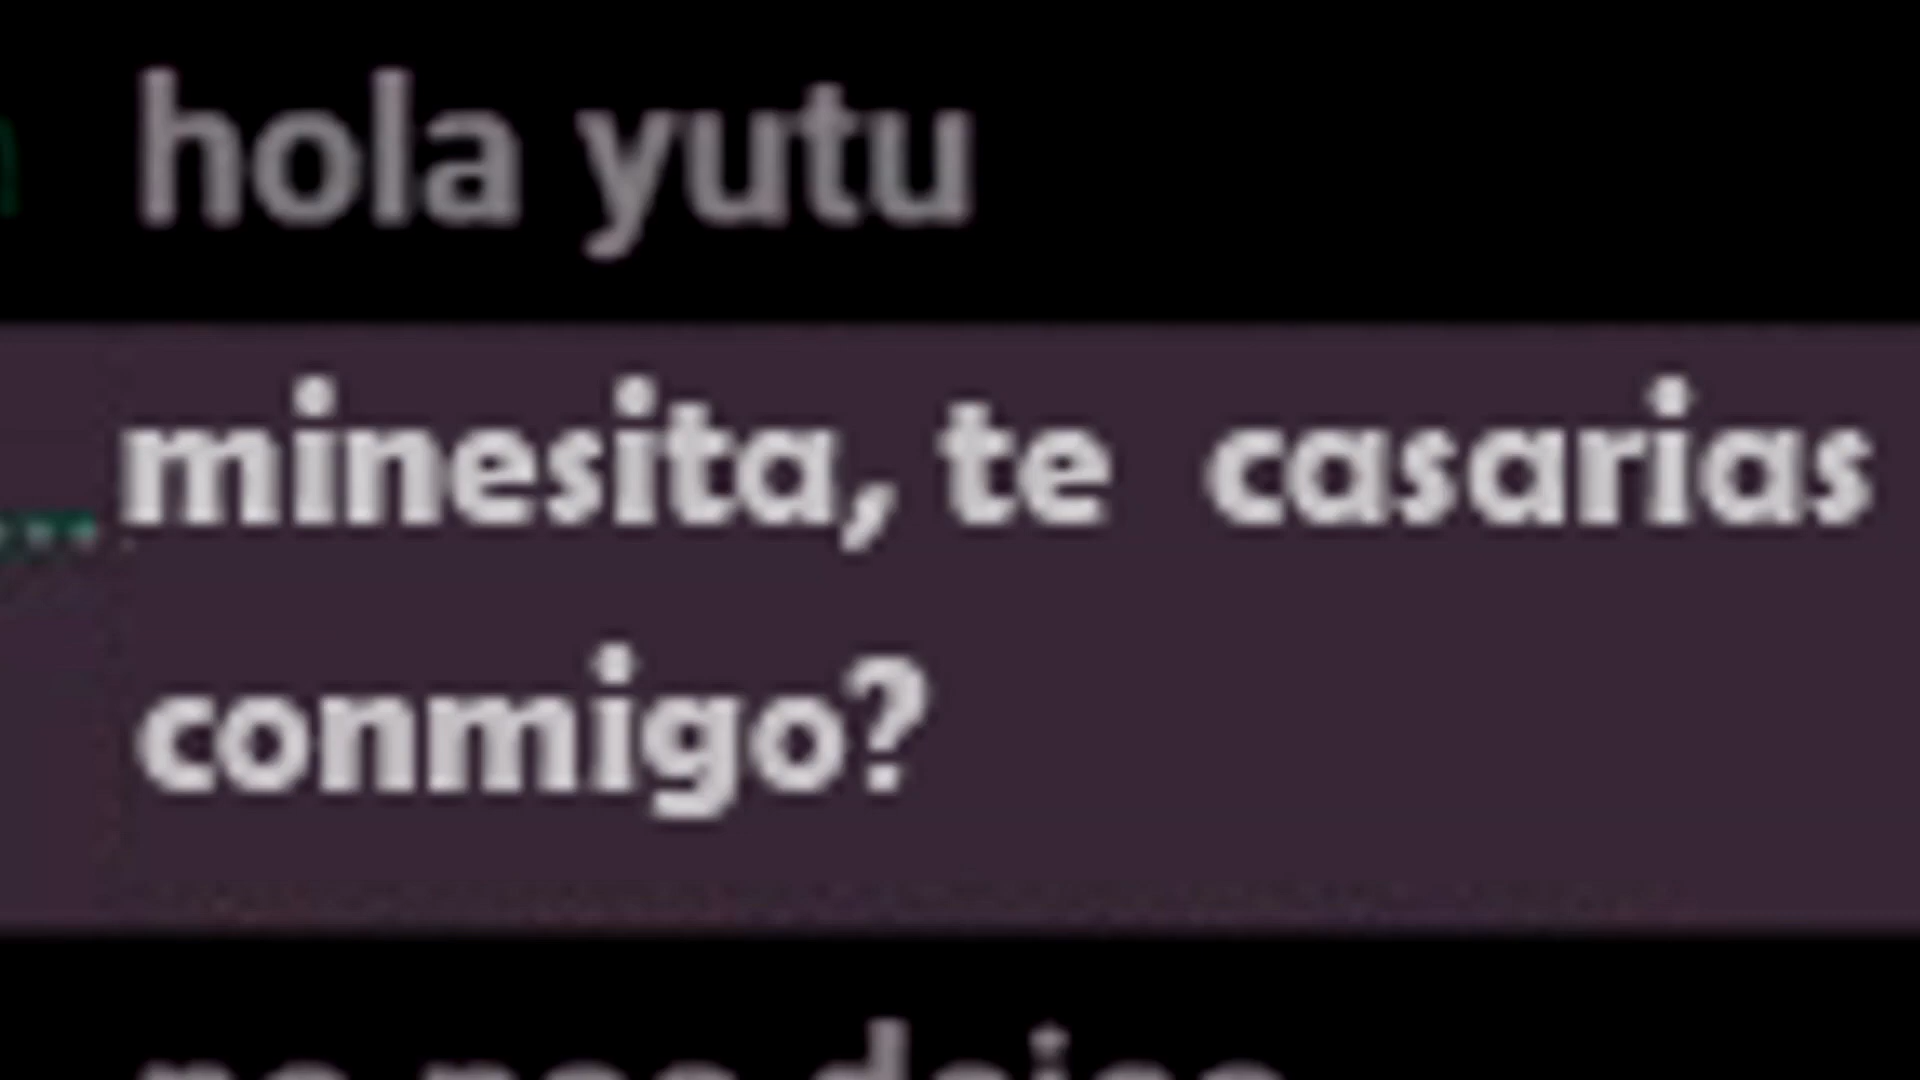 hola yutu
minesita, te casarias
conmigo?